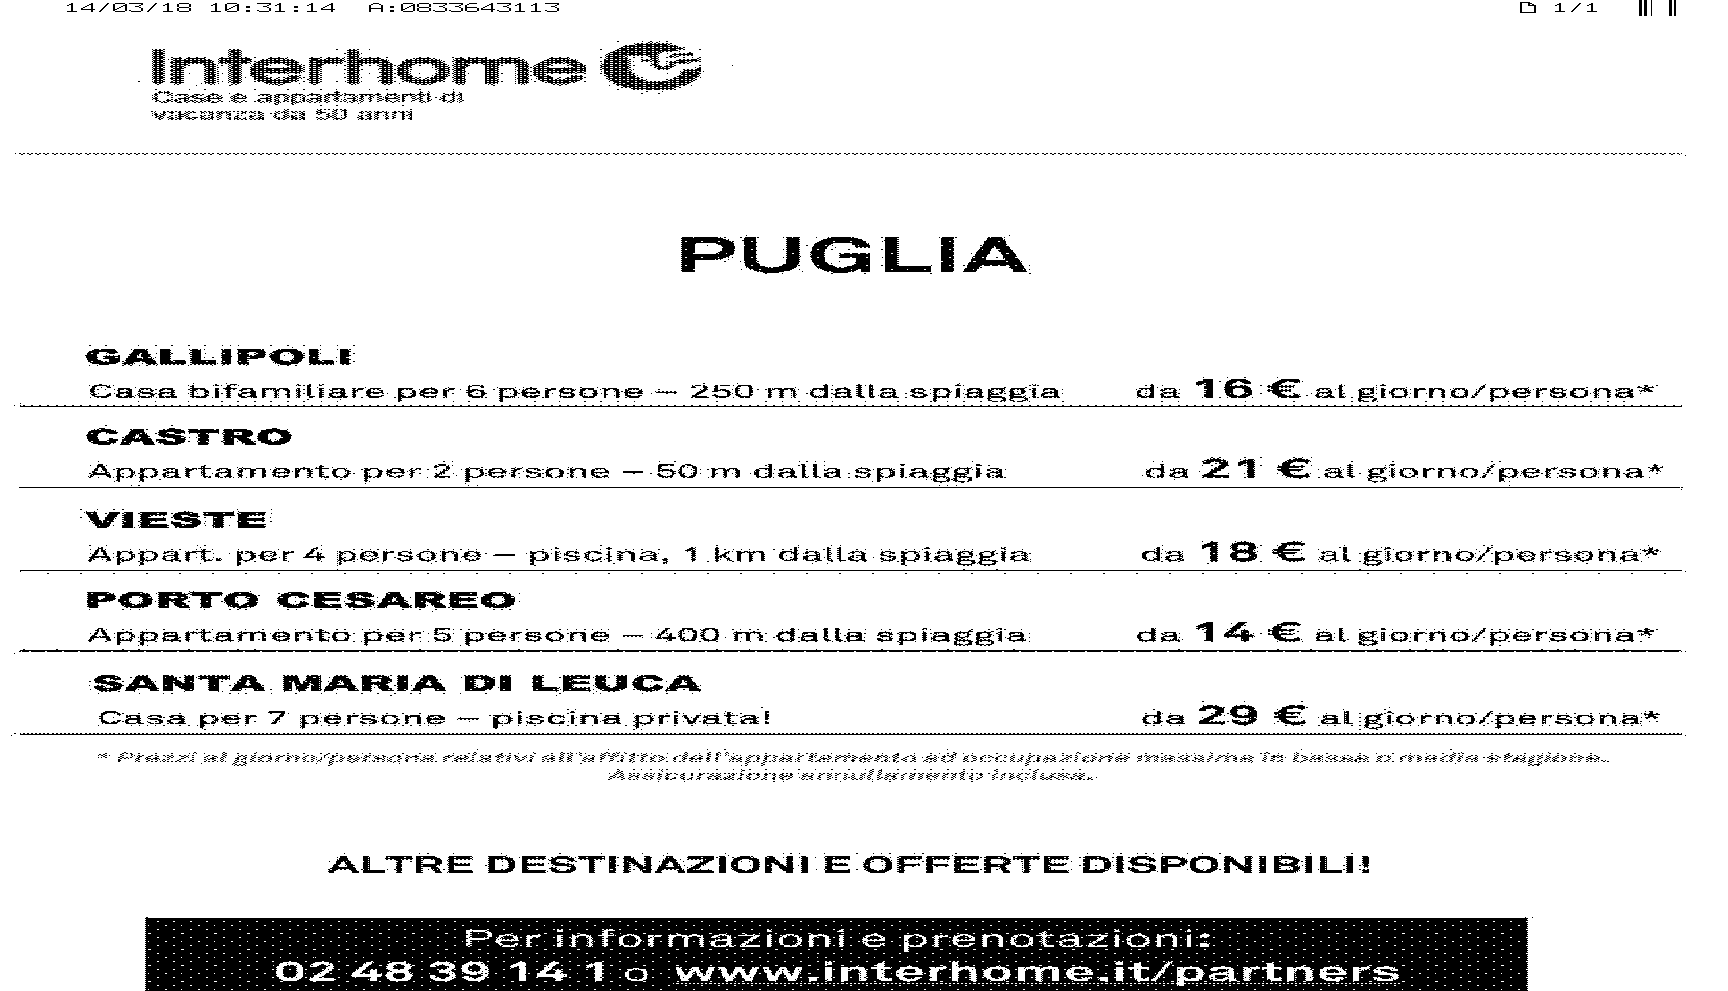 14/03/18 10:31:14 A:0833643113 1/1
Interhome
Case e appartamenti di
vacanza da 50 anni
PUGLIA
GALLIPOLI
Casa bifamiliare per 6 persone – 250 m dalla spiaggia da 16 € al giorno/persona*
CASTRO
Appartamento per 2 persone – 50 m dalla spiaggia da 21 € al giorno/persona*
VIESTE
Appart. per 4 persone – piscina, 1 km dalla spiaggia da 18 € al giorno/persona*
PORTO CESAREO
Appartamento per 5 persone – 400 m dalla spiaggia da 14 € al giorno/persona*
SANTA MARIA DI LEUCA
Casa per 7 persone – piscina privata! da 29 € al giorno/persona*
* Prezzi al giorno/persona relativi all'affitto dell'appartamento ad occupazione massima in bassa o media stagione.
Assicurazione annullamento inclusa.
ALTRE DESTINAZIONI E OFFERTE DISPONIBILI!
Per informazioni e prenotazioni:
02 48 39 14 1 o www.interhome.it/partners